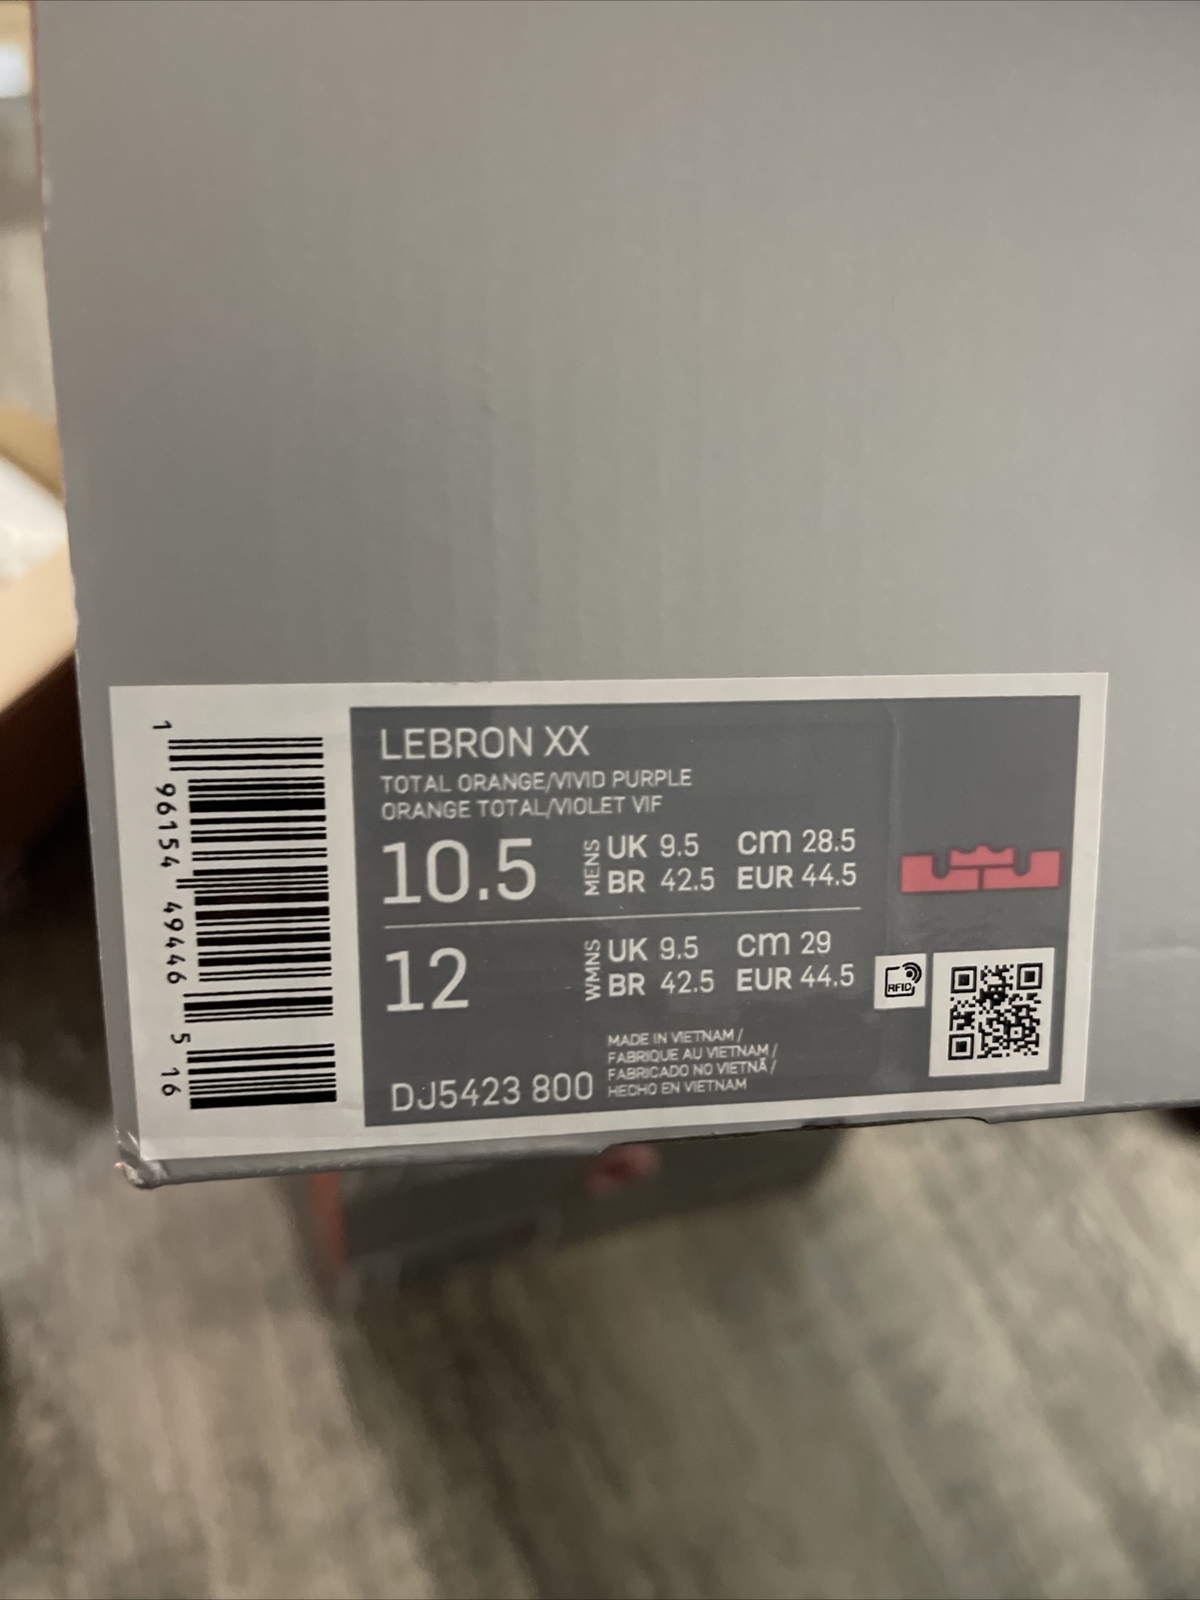 LEBRON XX
TOTAL ORANGE/VIVID PURPLE
ORANGE TOTAL/VIOLET VIF
10.5 MENS UK 9.5 cm 28.5
BR 42.5 EUR 44.5
12 WMNS UK 9.5 cm 29
BR 42.5 EUR 44.5
RFID
MADE IN VIETNAM /
FABRIQUE AU VIETNAM /
FABRICADO NO VIETNÃ /
HECHO EN VIETNAM
DJ5423 800
1 96154 49446 5 16